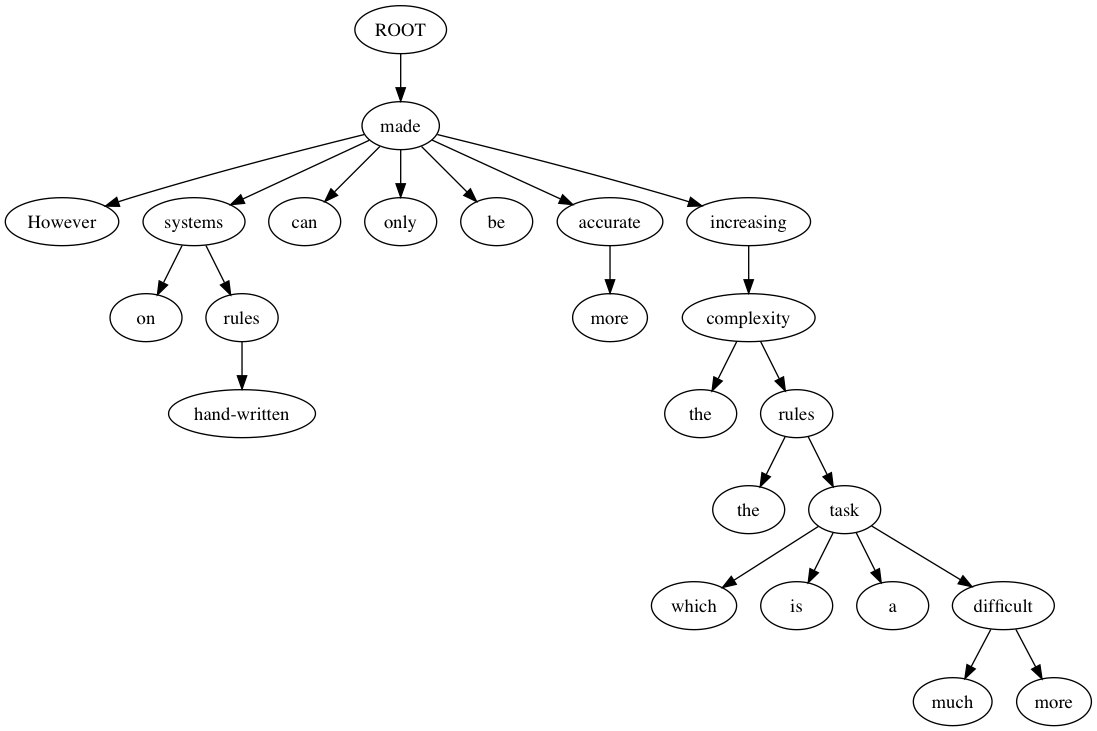 ROOT
made
However systems can only be accurate increasing
on rules more complexity
hand-written the rules
the task
which is a difficult
much more